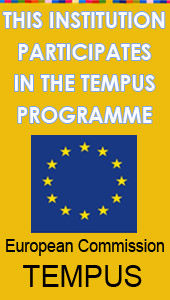 THIS INSTITUTION
PARTICIPATES
IN THE TEMPUS
PROGRAMME
European Commission
TEMPUS